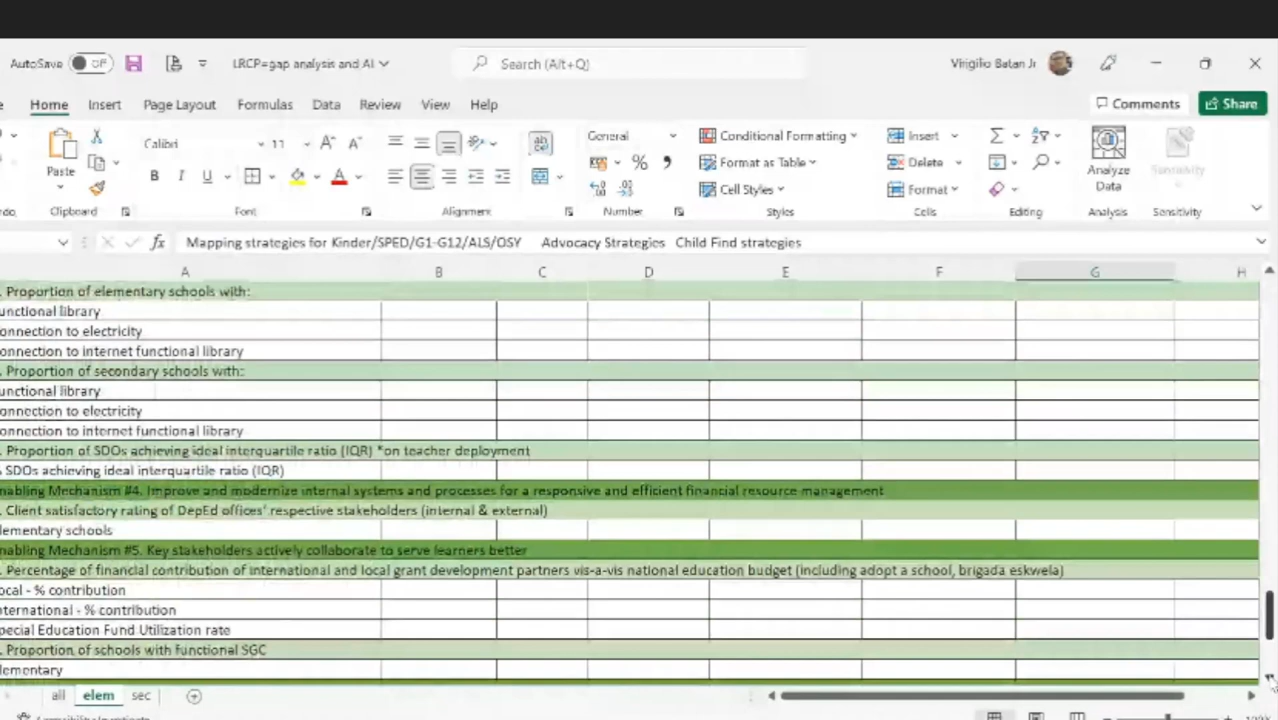 AutoSave Off LRCP=gap analysis and AI Search (Alt+Q) Virgilio Batan Jr
Home Insert Page Layout Formulas Data Review View Help Comments Share
Calibri 11 General Conditional Formatting Insert
Paste B I U % Format as Table Delete Analyze Data Sensitivity
Cell Styles Format
Clipboard Font Alignment Number Styles Cells Editing Analysis Sensitivity
fx Mapping strategies for Kinder/SPED/G1-G12/ALS/OSY Advocacy Strategies Child Find strategies
A B C D E F G H
. Proportion of elementary schools with:
unctional library
onnection to electricity
onnection to internet functional library
. Proportion of secondary schools with:
unctional library
onnection to electricity
onnection to internet functional library
. Proportion of SDOs achieving ideal interquartile ratio (IQR) *on teacher deployment
SDOs achieving ideal interquartile ratio (IQR)
nabling Mechanism #4. Improve and modernize internal systems and processes for a responsive and efficient financial resource management
. Client satisfactory rating of DepEd offices' respective stakeholders (internal & external)
lementary schools
nabling Mechanism #5. Key stakeholders actively collaborate to serve learners better
. Percentage of financial contribution of international and local grant development partners vis-a-vis national education budget (including adopt a school, brigada eskwela)
ocal - % contribution
nternational - % contribution
pecial Education Fund Utilization rate
. Proportion of schools with functional SGC
lementary
all elem sec